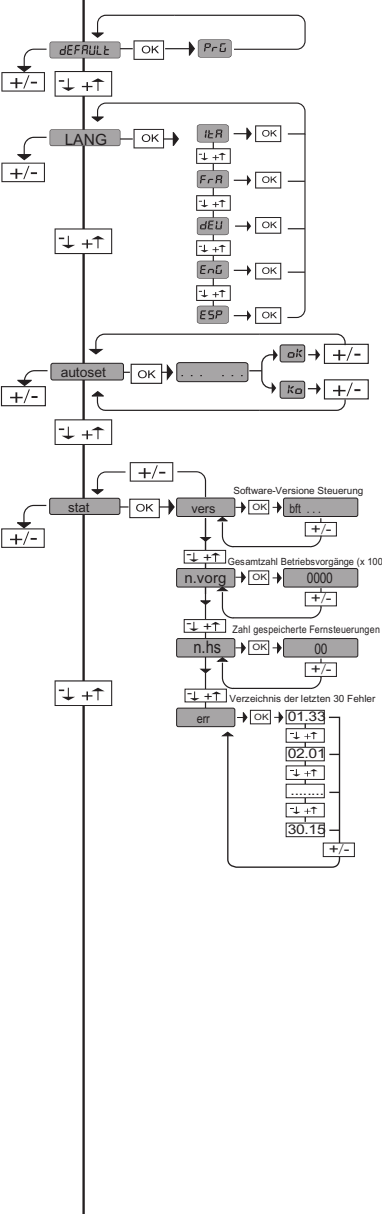 dEFAULt OK PrG
+/- -↓ +↑
LANG OK ItA OK
+/- -↓ +↑
FrA OK
-↓ +↑
dEU OK
-↓ +↑
EnG OK
-↓ +↑
ESP OK
-↓ +↑
autoset OK . . . . . . ok +/-
+/- ko +/-
-↓ +↑
+/-
Software-Versione Steuerung
stat OK vers OK bft ...
+/- +/-
-↓ +↑ Gesamtzahl Betriebsvorgänge (x 100
n.vorg OK 0000
+/-
-↓ +↑ Zahl gespeicherte Fernsteuerungen
n.hs OK 00
+/-
-↓ +↑ -↓ +↑ Verzeichnis der letzten 30 Fehler
err OK 01.33
-↓ +↑
02.01
-↓ +↑
........
-↓ +↑
30.15
+/-